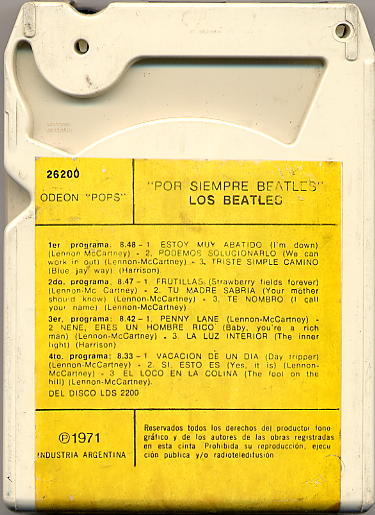 26200
ODEON "POPS"
"POR SIEMPRE BEATLES"
LOS BEATLES
1er programa: 8.48 - 1 ESTOY MUY ABATIDO (I'm down)
(Lennon-McCartney) - 2. PODEMOS SOLUCIONARLO (We can
work it out) (Lennon-McCartney) - 3. TRISTE SIMPLE CAMINO
(Blue jay way) (Harrison).
2do. programa: 8.47 - 1 FRUTILLAS (Strawberry fields forever)
(Lennon-Mc Cartney) - 2. TU MADRE SABRIA (Your mother
should know) (Lennon-McCartney) - 3. TE NOMBRO (I call
your name) (Lennon-McCartney)
3er, programa: 8.42 - 1. PENNY LANE (Lennon-McCartney) -
2 NENE, ERES UN HOMBRE RICO (Baby, you're a rich
man) (Lennon-McCartney) - 3. LA LUZ INTERIOR (The inner
light) (Harrison)
4to. programa: 8.33 - 1 VACACION DE UN DIA (Day tripper)
(Lennon-McCartney) - 2. SI, ESTO ES (Yes, it is) (Lennon-
McCartney) - 3 EL LOCO EN LA COLINA (The fool on the
hill) (Lennon-McCartney).
DEL DISCO LDS 2200
Ⓟ1971
INDUSTRIA ARGENTINA
Reservados todos los derechos del productor fono-
gráfico y de los autores de las obras registradas
en esta cinta. Prohibida su reproducción, ejecu
ción publica y/o radioteledifusión